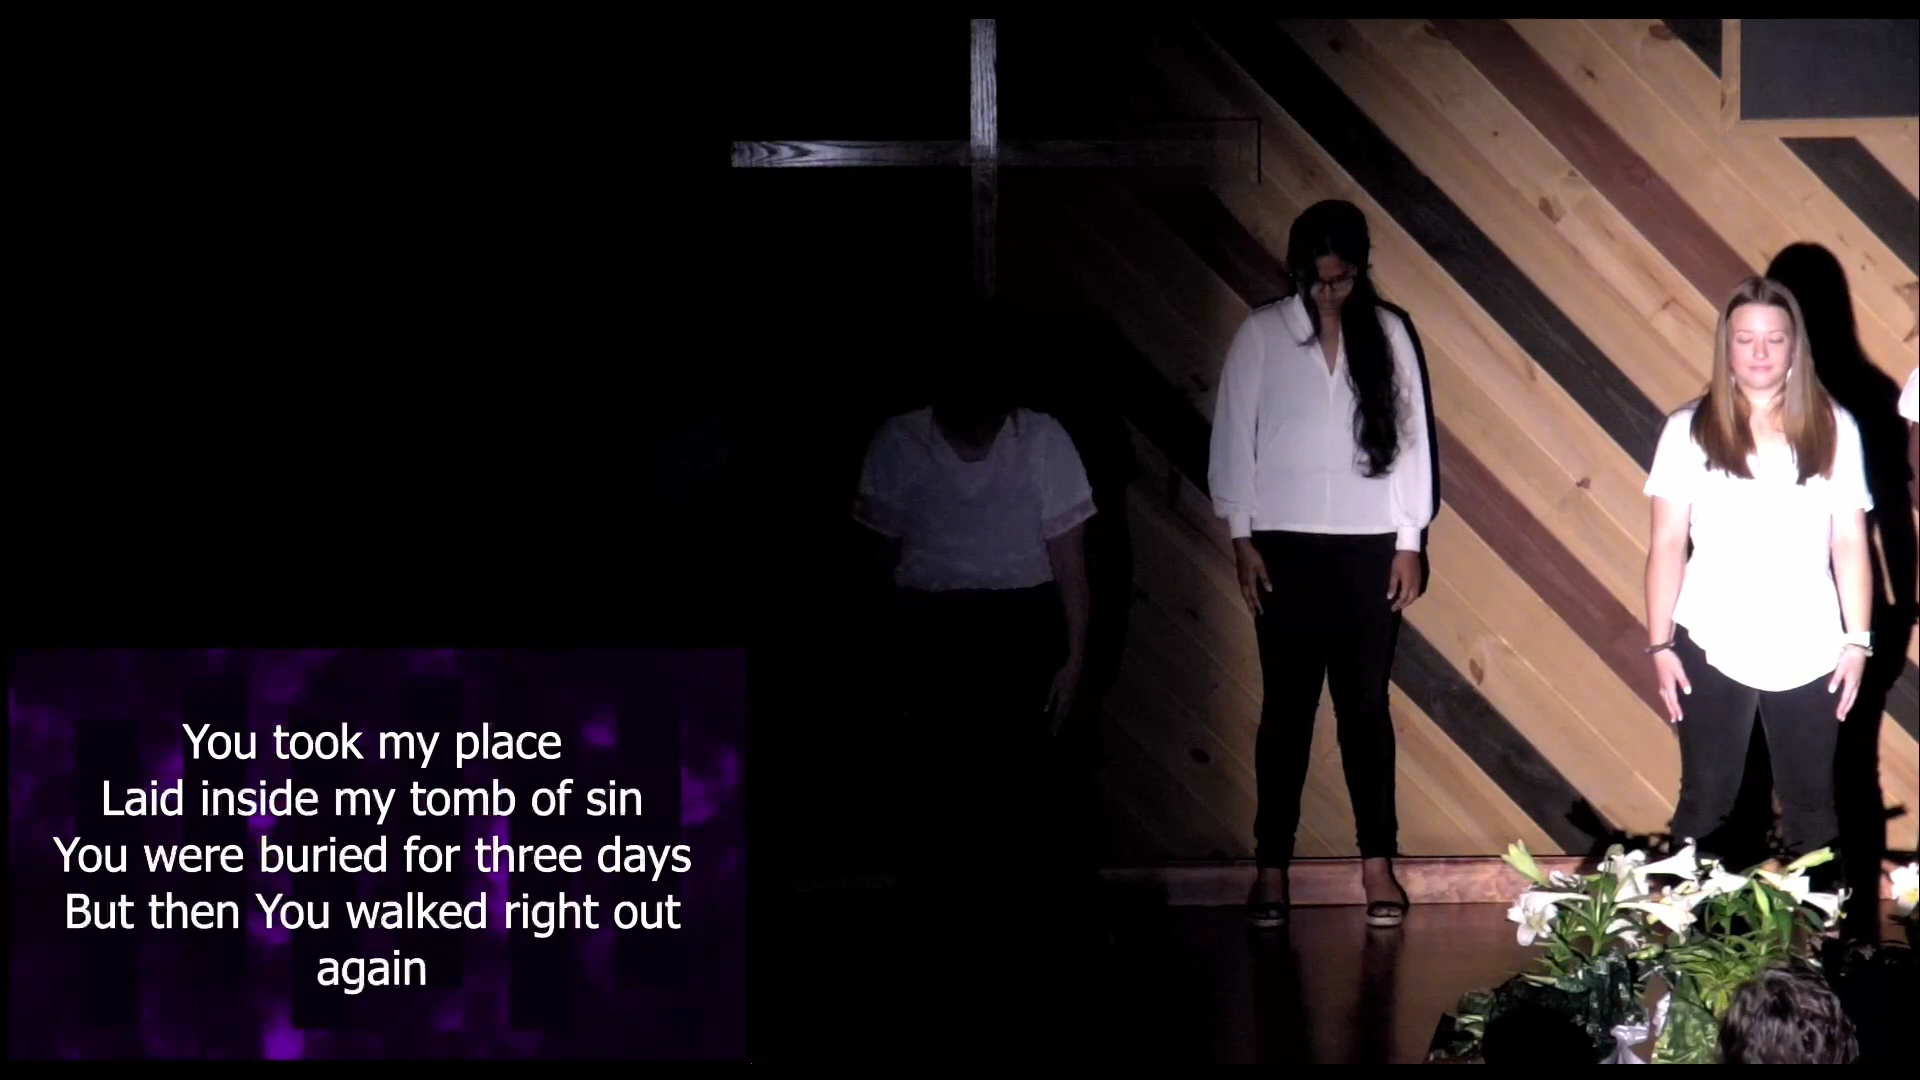 You took my place
Laid inside my tomb of sin
You were buried for three days
But then You walked right out
again